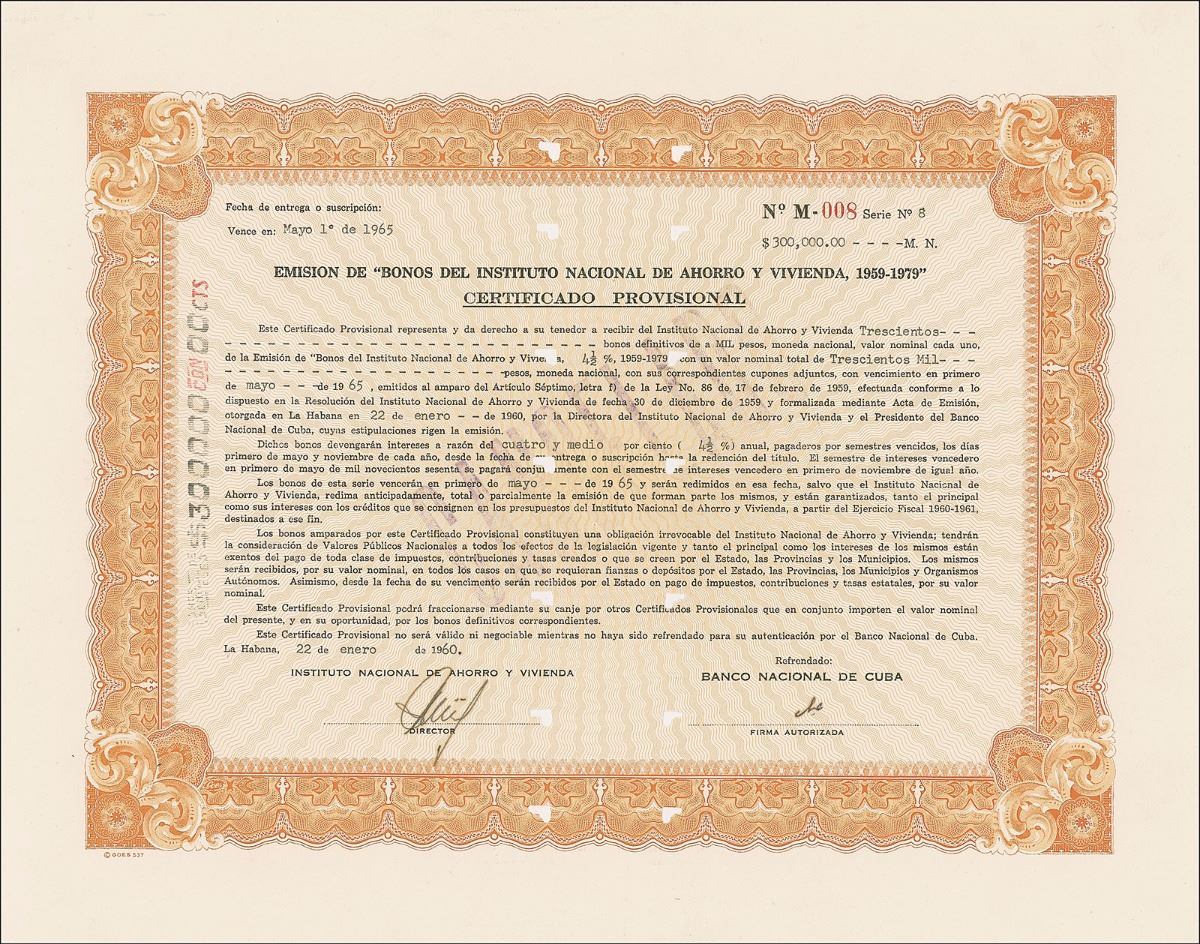 Fecha de entrega o suscripción:
Nº M-008 Serie Nº 8
Vence en: Mayo 1º de 1965
$300,000.00 - - - -M. N.
EMISION DE "BONOS DEL INSTITUTO NACIONAL DE AHORRO Y VIVIENDA, 1959-1979"
CERTIFICADO PROVISIONAL
Este Certificado Provisional representa y da derecho a su tenedor a recibir del Instituto Nacional de Ahorro y Vivienda Trescientos- - -
- - - - - - - - - - - - - - - - - - - - - - - - - - - - - - bonos definitivos de a MIL pesos, moneda nacional, valor nominal cada uno,
de la Emisión de "Bonos del Instituto Nacional de Ahorro y Vivienda, 4½ %, 1959-1979 con un valor nominal total de Trescientos Mil- - -
- - - - - - - - - - - - - - - - - - - - - - -pesos, moneda nacional, con sus correspondientes cupones adjuntos, con vencimiento en primero
de mayo - - -de 19 65 , emitidos al amparo del Artículo Séptimo, letra f) de la Ley No. 86 de 17 de febrero de 1959, efectuada conforme a lo
dispuesto en la Resolución del Instituto Nacional de Ahorro y Vivienda de fecha 30 de diciembre de 1959 y formalizada mediante Acta de Emisión,
otorgada en La Habana en 22 de enero - - de 1960, por la Directora del Instituto Nacional de Ahorro y Vivienda y el Presidente del Banco
Nacional de Cuba, cuyas estipulaciones rigen la emisión.
Dichos bonos devengarán intereses a razón del cuatro y medio por ciento ( 4½ %) anual, pagaderos por semestres vencidos, los días
primero de mayo y noviembre de cada año, desde la fecha de entrega o suscripción hasta la redención del título. El semestre de intereses vencedero
en primero de mayo de mil novecientos sesenta se pagará conjuntamente con el semestre de intereses vencedero en primero de noviembre de igual año.
Los bonos de esta serie vencerán en primero de mayo - - - de 19 65 y serán redimidos en esa fecha, salvo que el Instituto Nacional de
Ahorro y Vivienda, redima anticipadamente, total o parcialmente la emisión de que forman parte los mismos, y están garantizados, tanto el principal
como sus intereses con los créditos que se consignen en los presupuestos del Instituto Nacional de Ahorro y Vivienda, a partir del Ejercicio Fiscal 1960-1961,
destinados a ese fin.
Los bonos amparados por este Certificado Provisional constituyen una obligación irrevocable del Instituto Nacional de Ahorro y Vivienda; tendrán
la consideración de Valores Públicos Nacionales a todos los efectos de la legislación vigente y tanto el principal como los intereses de los mismos están
exentos del pago de toda clase de impuestos, contribuciones y tasas creados o que se creen por el Estado, las Provincias y los Municipios. Los mismos
serán recibidos, por su valor nominal, en todos los casos en que se requieran fianzas o depósitos por el Estado, las Provincias, los Municipios y Organismos
Autónomos. Asimismo, desde la fecha de su vencimento serán recibidos por el Estado en pago de impuestos, contribuciones y tasas estatales, por su valor
nominal.
Este Certificado Provisional podrá fraccionarse mediante su canje por otros Certificados Provisionales que en conjunto importen el valor nominal
del presente, y en su oportunidad, por los bonos definitivos correspondientes.
Este Certificado Provisional no será válido ni negociable mientras no haya sido refrendado para su autenticación por el Banco Nacional de Cuba.
La Habana, 22 de enero de 1960.
Refrendado:
INSTITUTO NACIONAL DE AHORRO Y VIVIENDA
BANCO NACIONAL DE CUBA
DIRECTOR
FIRMA AUTORIZADA
© GOES 537